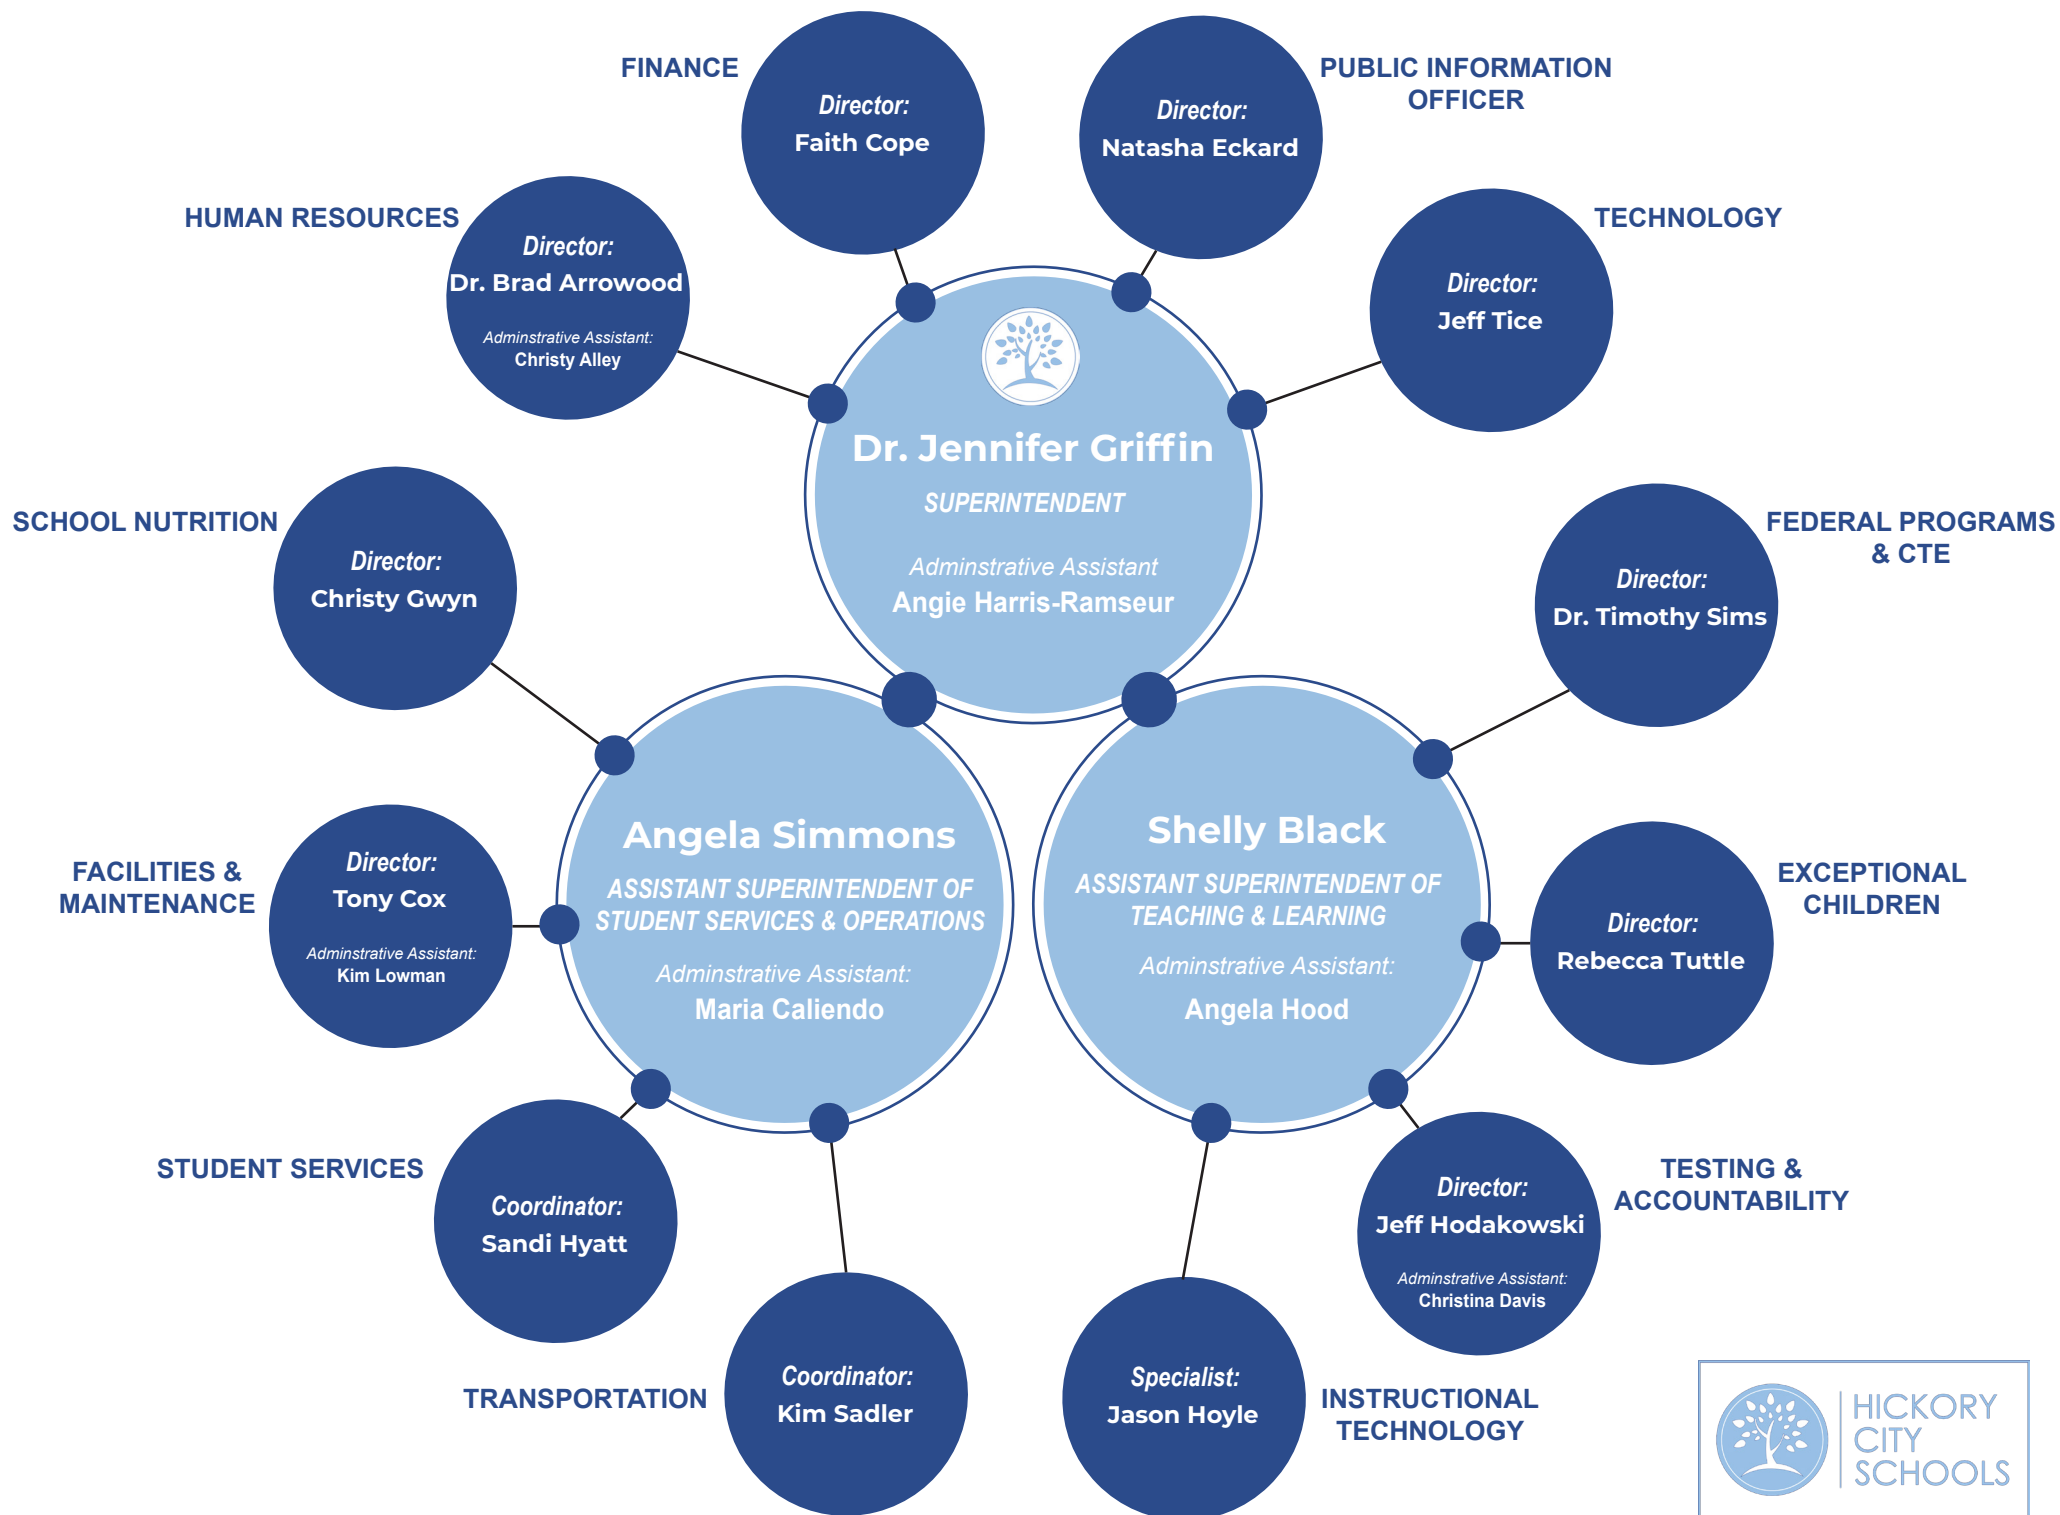 FINANCE
Director:
Faith Cope
PUBLIC INFORMATION
OFFICER
Director:
Natasha Eckard
HUMAN RESOURCES
Director:
Dr. Brad Arrowood
Adminstrative Assistant:
Christy Alley
TECHNOLOGY
Director:
Jeff Tice
Dr. Jennifer Griffin
SUPERINTENDENT
Adminstrative Assistant
Angie Harris-Ramseur
SCHOOL NUTRITION
Director:
Christy Gwyn
FEDERAL PROGRAMS
& CTE
Director:
Dr. Timothy Sims
Angela Simmons
ASSISTANT SUPERINTENDENT OF
STUDENT SERVICES & OPERATIONS
Adminstrative Assistant:
Maria Caliendo
Shelly Black
ASSISTANT SUPERINTENDENT OF
TEACHING & LEARNING
Adminstrative Assistant:
Angela Hood
FACILITIES &
MAINTENANCE
Director:
Tony Cox
Adminstrative Assistant:
Kim Lowman
EXCEPTIONAL
CHILDREN
Director:
Rebecca Tuttle
STUDENT SERVICES
Coordinator:
Sandi Hyatt
TESTING &
ACCOUNTABILITY
Director:
Jeff Hodakowski
Adminstrative Assistant:
Christina Davis
TRANSPORTATION
Coordinator:
Kim Sadler
Specialist:
Jason Hoyle
INSTRUCTIONAL
TECHNOLOGY
HICKORY
CITY
SCHOOLS